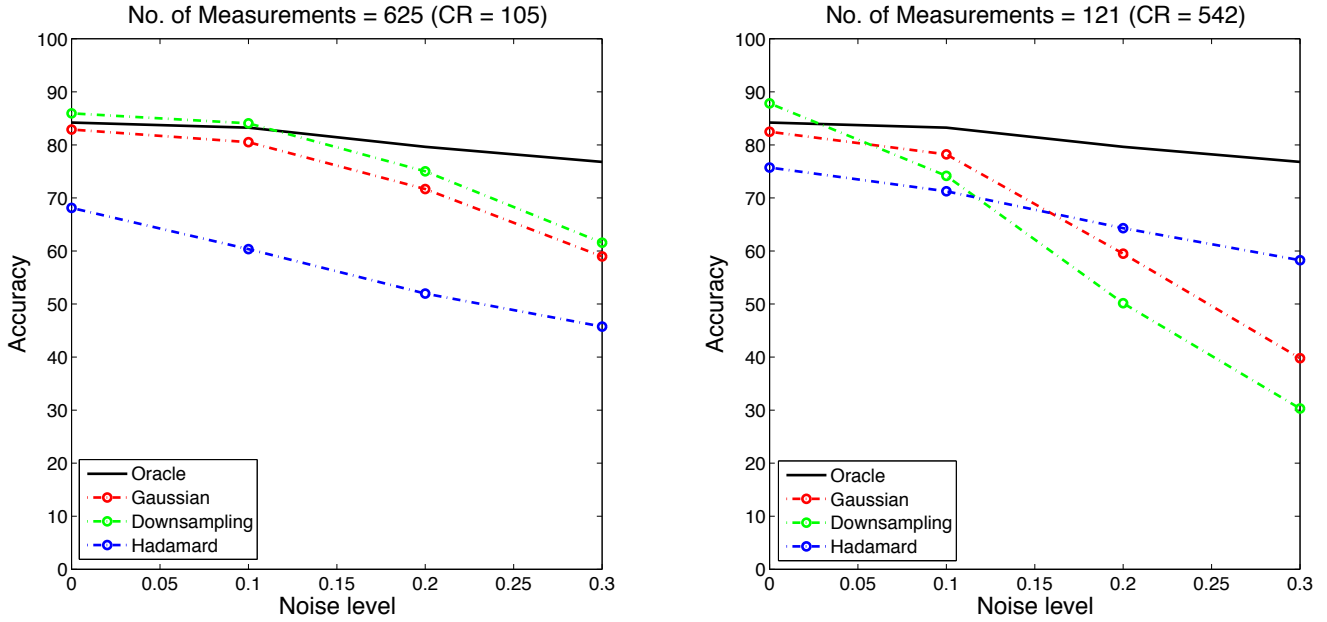 No. of Measurements = 625 (CR = 105)
100
90
80
70
60
50
40
30
20
10
0
Accuracy
Oracle
Gaussian
Downsampling
Hadamard
0 0.05 0.1 0.15 0.2 0.25 0.3
Noise level
No. of Measurements = 121 (CR = 542)
100
90
80
70
60
50
40
30
20
10
0
Accuracy
Oracle
Gaussian
Downsampling
Hadamard
0 0.05 0.1 0.15 0.2 0.25 0.3
Noise level